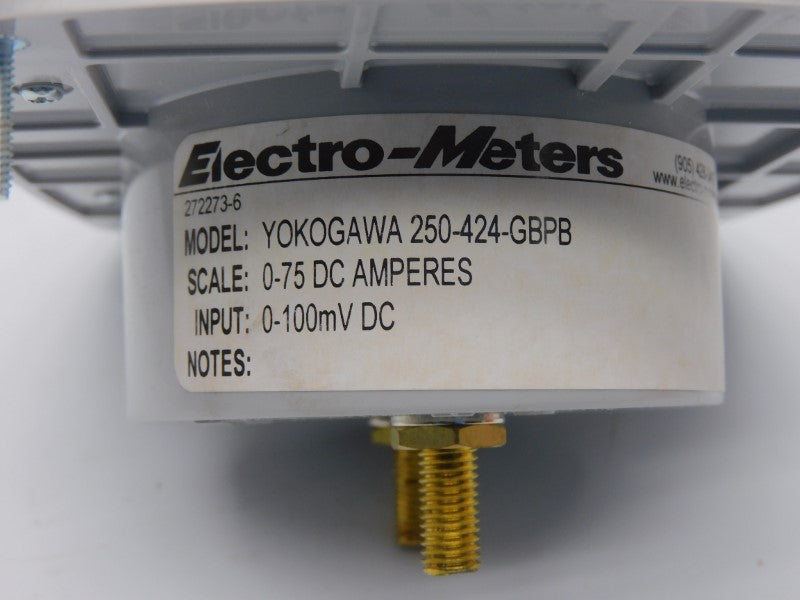 Electro-Meters
(905)
272273-6
MODEL: YOKOGAWA 250-424-GBPB
SCALE: 0-75 DC AMPERES
INPUT: 0-100mV DC
NOTES: